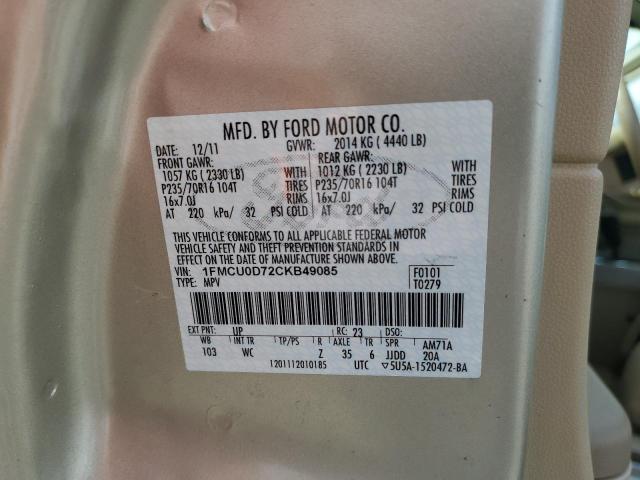 MFD. BY FORD MOTOR CO.
DATE: 12/11 GVWR: 2014 KG ( 4440 LB)
FRONT GAWR: REAR GAWR:
1057 KG ( 2330 LB) WITH 1012 KG ( 2230 LB) WITH
P235/70R16 104T TIRES P235/70R16 104T TIRES
16x7.0J RIMS 16x7.0J RIMS
AT 220 kPa/ 32 PSI COLD AT 220 kPa/ 32 PSI COLD
THIS VEHICLE CONFORMS TO ALL APPLICABLE FEDERAL MOTOR
VEHICLE SAFETY AND THEFT PREVENTION STANDARDS IN
EFFECT ON THE DATE OF MANUFACTURE SHOWN ABOVE.
VIN: 1FMCU0D72CKB49085 F0101
TYPE: MPV T0279
EXT PNT: UP RC: 23 DSO:
WB INT TR TP/PS R AXLE TR SPR AM71A
103 WC Z 35 6 JJDD 20A
1201112010185 UTC ▽5U5A-1520472-BA